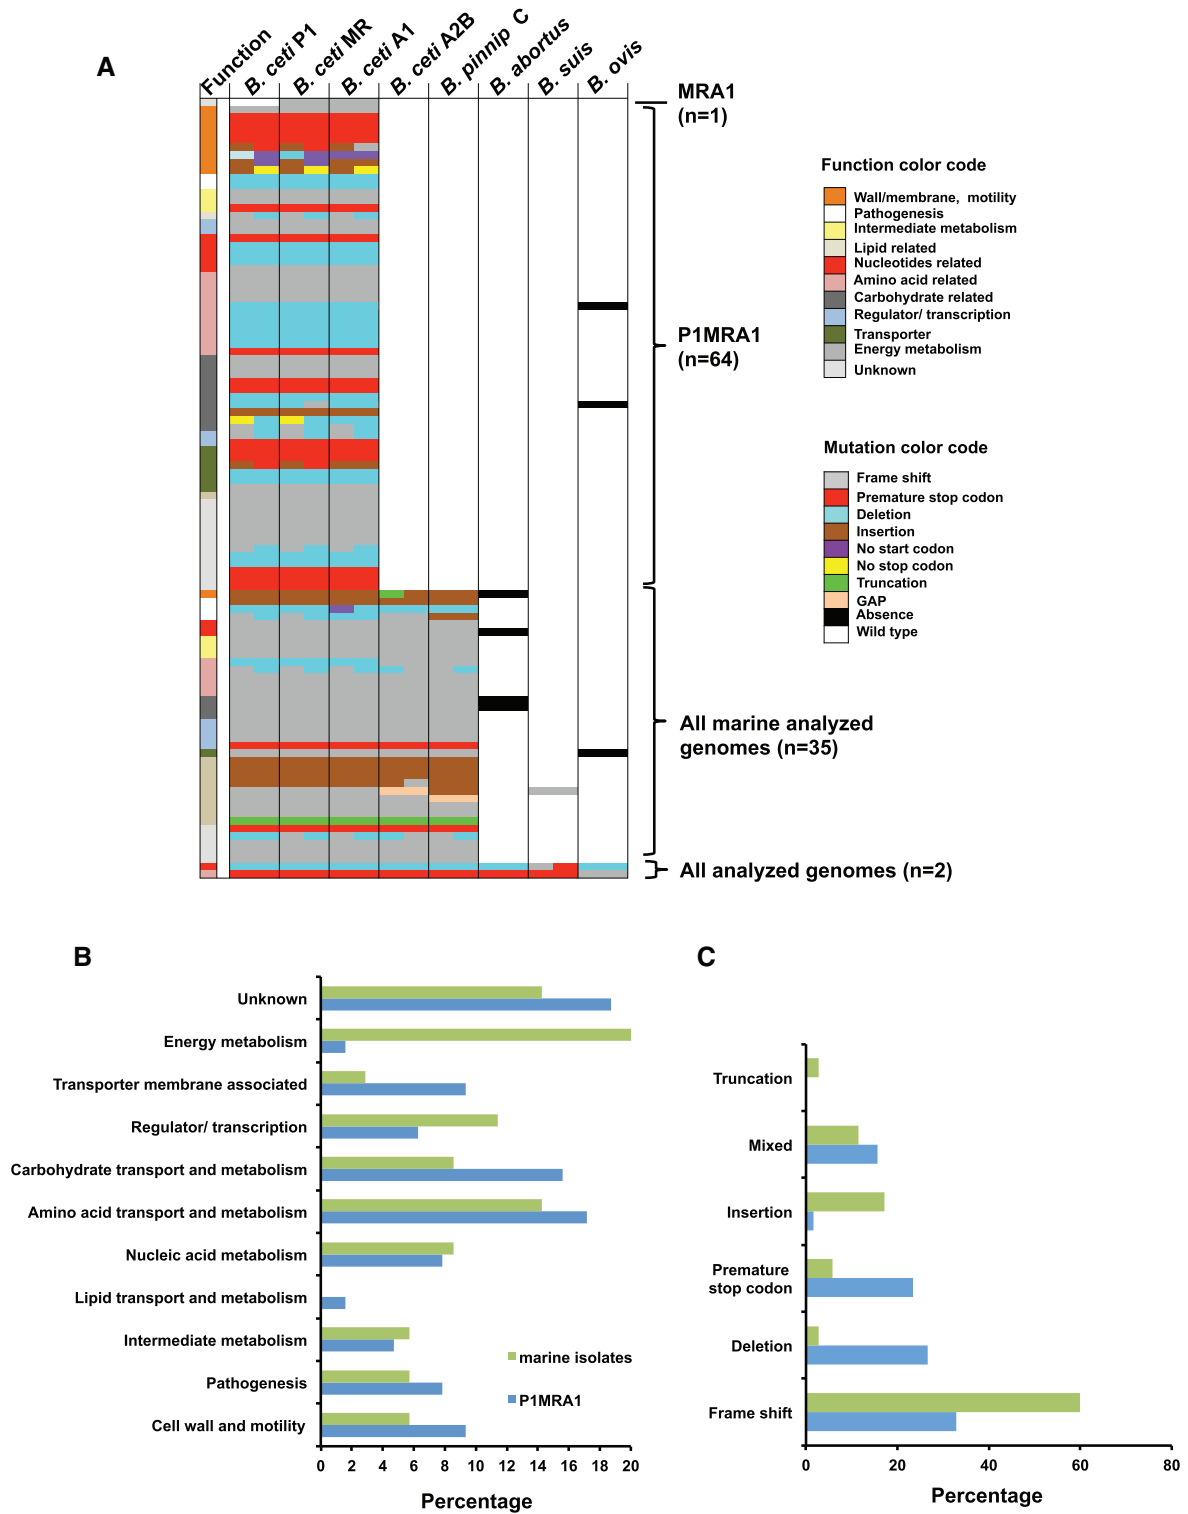 A
Function
B. ceti P1
B. ceti MR
B. ceti A1
B. ceti A2B
B. pinnip C
B. abortus
B. suis
B. ovis
MRA1
(n=1)
P1MRA1
(n=64)
All marine analyzed
genomes (n=35)
All analyzed genomes (n=2)
Function color code
Wall/membrane, motility
Pathogenesis
Intermediate metabolism
Lipid related
Nucleotides related
Amino acid related
Carbohydrate related
Regulator/ transcription
Transporter
Energy metabolism
Unknown
Mutation color code
Frame shift
Premature stop codon
Deletion
Insertion
No start codon
No stop codon
Truncation
GAP
Absence
Wild type
B
Unknown
Energy metabolism
Transporter membrane associated
Regulator/ transcription
Carbohydrate transport and metabolism
Amino acid transport and metabolism
Nucleic acid metabolism
Lipid transport and metabolism
Intermediate metabolism
Pathogenesis
Cell wall and motility
marine isolates
P1MRA1
0 2 4 6 8 10 12 14 16 18 20
Percentage
C
Truncation
Mixed
Insertion
Premature
stop codon
Deletion
Frame shift
0 20 40 60 80
Percentage